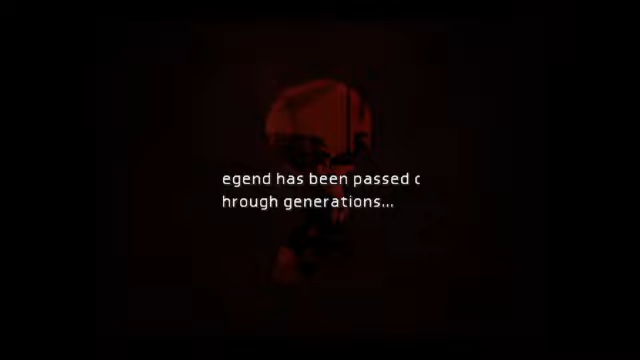 egend has been passed
hrough generations...